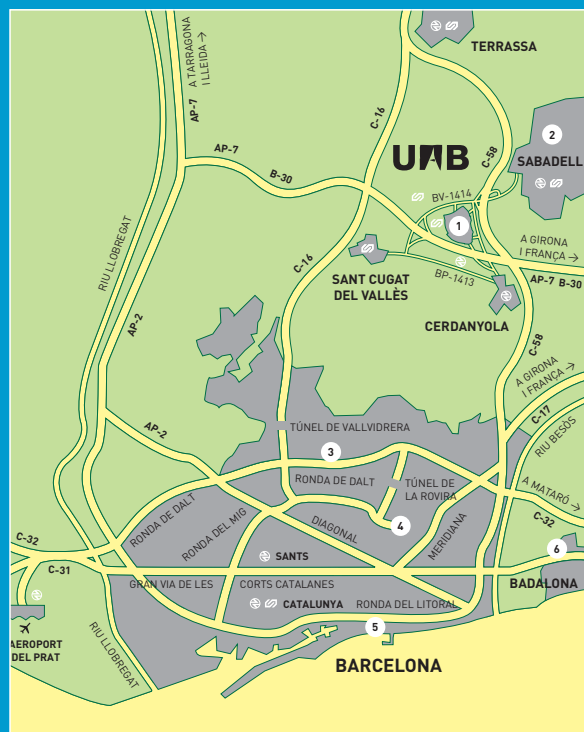 TERRASSA
A TARRAGONA
I LLEIDA →
AP-7
C-16
UAB
C-58
2
SABADELL
AP-7
B-30
BV-1414
1
A GIRONA
I FRANÇA →
AP-7 B-30
RIU LLOBREGAT
C-16
SANT CUGAT
DEL VALLÈS
BP-1413
CERDANYOLA
AP-2
C-58
A GIRONA
I FRANÇA →
C-17
RIU BESÒS
AP-2
TÚNEL DE VALLVIDRERA
3
RONDA DE DALT
TÚNEL DE
LA ROVIRA
A MATARÓ →
C-32
RONDA DE DALT
RONDA DEL MIG
DIAGONAL
4
MERIDIANA
C-32
C-31
SANTS
6
BADALONA
GRAN VIA DE LES
CORTS CATALANES
CATALUNYA
RONDA DEL LITORAL
5
AEROPORT
DEL PRAT
RIU LLOBREGAT
BARCELONA